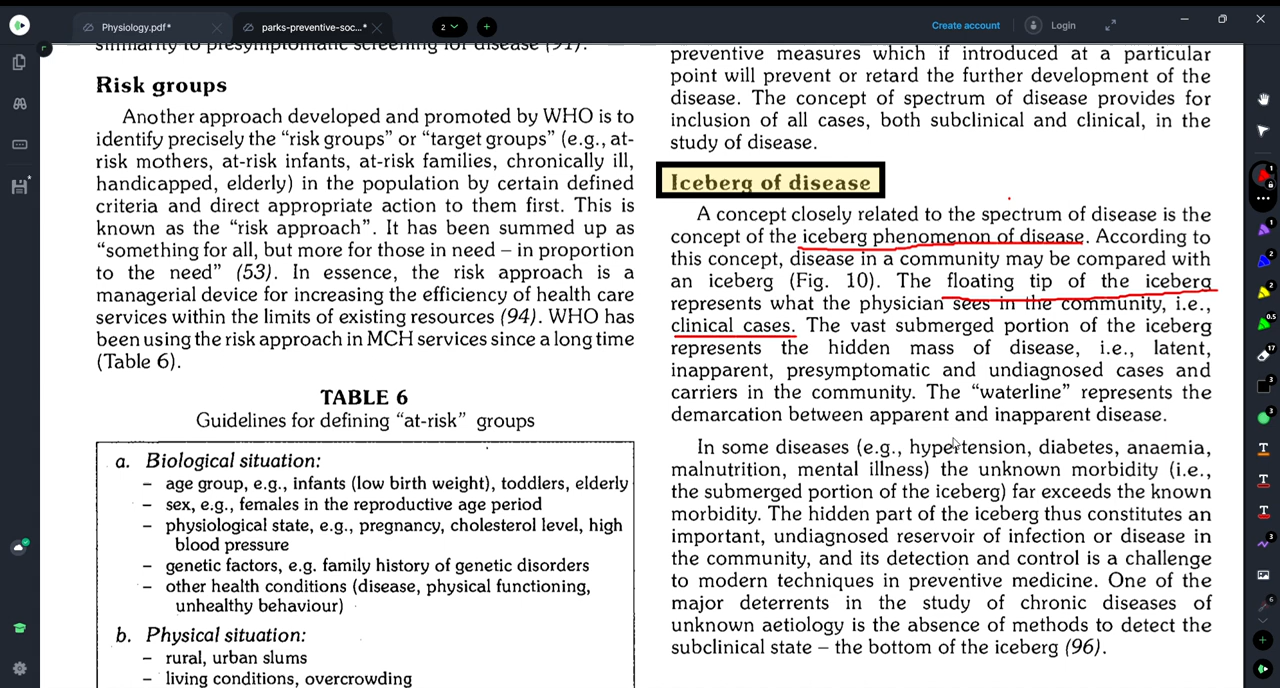 Physiology.pdf*
parks-preventive-soc...*
2
Create account
Login
similarity to presymptomatic screening for disease (91).
Risk groups
Another approach developed and promoted by WHO is to
identify precisely the “risk groups” or “target groups” (e.g., at-
risk mothers, at-risk infants, at-risk families, chronically ill,
handicapped, elderly) in the population by certain defined
criteria and direct appropriate action to them first. This is
known as the “risk approach”. It has been summed up as
“something for all, but more for those in need – in proportion
to the need” (53). In essence, the risk approach is a
managerial device for increasing the efficiency of health care
services within the limits of existing resources (94). WHO has
been using the risk approach in MCH services since a long time
(Table 6).
TABLE 6
Guidelines for defining “at-risk” groups
a. Biological situation:
– age group, e.g., infants (low birth weight), toddlers, elderly
– sex, e.g., females in the reproductive age period
– physiological state, e.g., pregnancy, cholesterol level, high
blood pressure
– genetic factors, e.g. family history of genetic disorders
– other health conditions (disease, physical functioning,
unhealthy behaviour)
b. Physical situation:
– rural, urban slums
– living conditions, overcrowding
preventive measures which if introduced at a particular
point will prevent or retard the further development of the
disease. The concept of spectrum of disease provides for
inclusion of all cases, both subclinical and clinical, in the
study of disease.
Iceberg of disease
A concept closely related to the spectrum of disease is the
concept of the iceberg phenomenon of disease. According to
this concept, disease in a community may be compared with
an iceberg (Fig. 10). The floating tip of the iceberg
represents what the physician sees in the community, i.e.,
clinical cases. The vast submerged portion of the iceberg
represents the hidden mass of disease, i.e., latent,
inapparent, presymptomatic and undiagnosed cases and
carriers in the community. The “waterline” represents the
demarcation between apparent and inapparent disease.
In some diseases (e.g., hypertension, diabetes, anaemia,
malnutrition, mental illness) the unknown morbidity (i.e.,
the submerged portion of the iceberg) far exceeds the known
morbidity. The hidden part of the iceberg thus constitutes an
important, undiagnosed reservoir of infection or disease in
the community, and its detection and control is a challenge
to modern techniques in preventive medicine. One of the
major deterrents in the study of chronic diseases of
unknown aetiology is the absence of methods to detect the
subclinical state – the bottom of the iceberg (96).
1
1
2
2
0.5
17
3
3
T
T
T
3
6